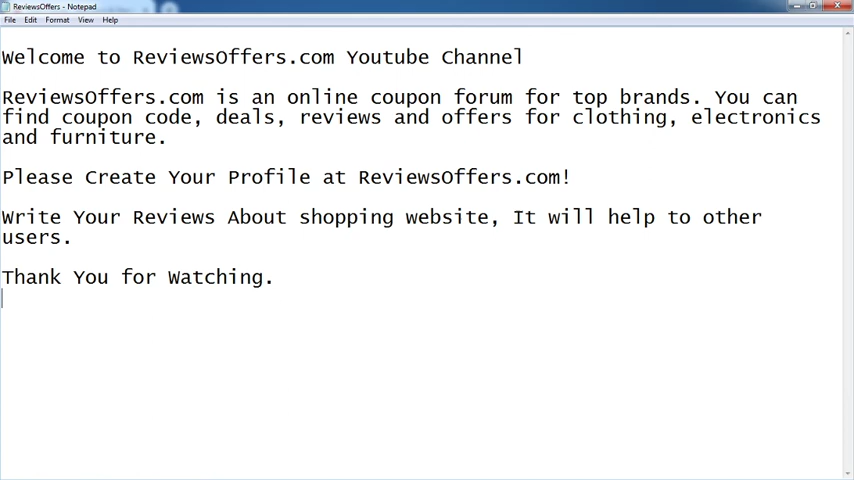 ReviewsOffers - Notepad
File Edit Format View Help
Welcome to ReviewsOffers.com Youtube Channel
ReviewsOffers.com is an online coupon forum for top brands. You can
find coupon code, deals, reviews and offers for clothing, electronics
and furniture.
Please Create Your Profile at ReviewsOffers.com!
Write Your Reviews About shopping website, It will help to other
users.
Thank You for Watching.